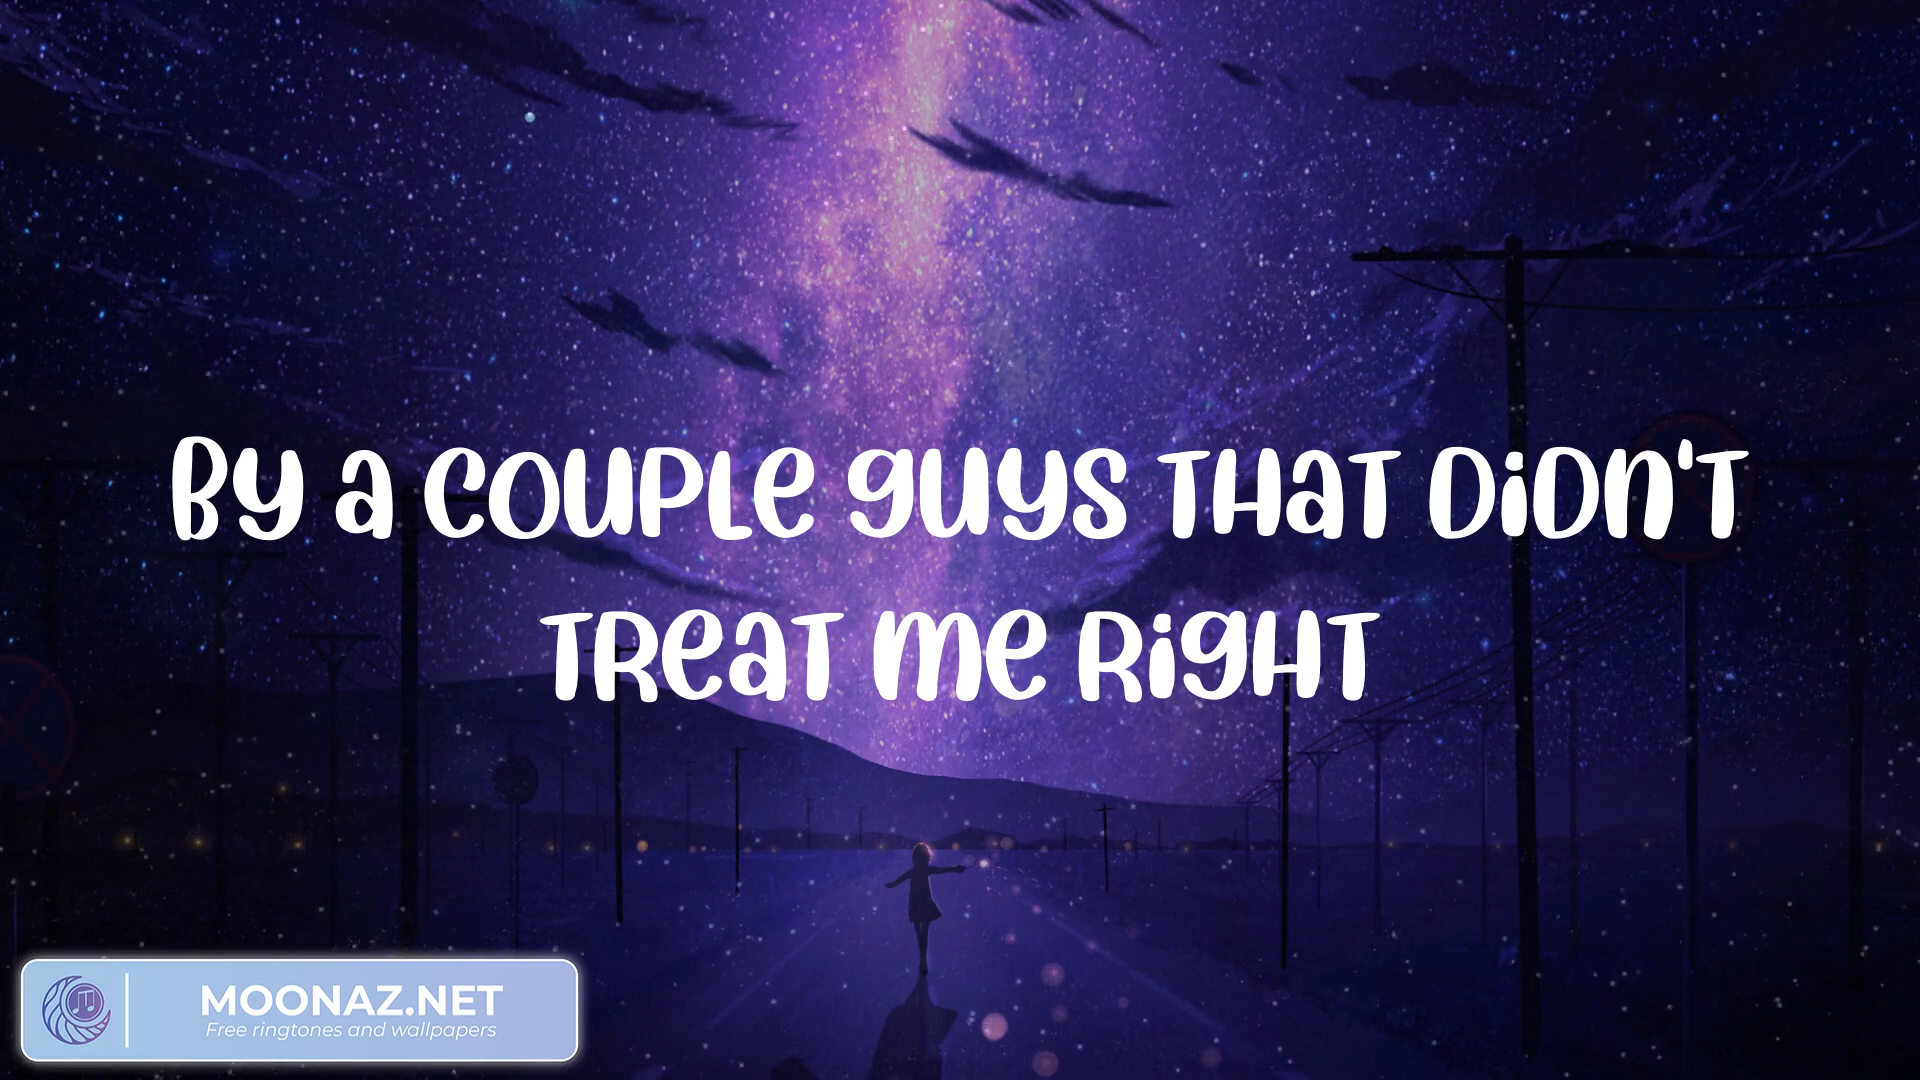 By a couple guys that didn't
treat me right
MOONAZ.NET
Free ringtones and wallpapers